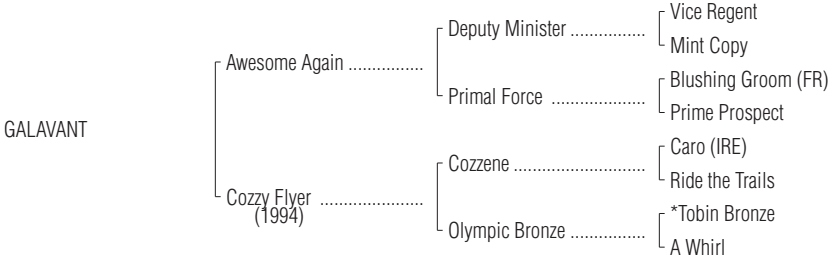 Vice Regent
Deputy Minister ................
Mint Copy
Awesome Again ................
Blushing Groom (FR)
Primal Force ....................
Prime Prospect
GALAVANT
Caro (IRE)
Cozzene ............................
Ride the Trails
Cozzy Flyer ......................
(1994)
*Tobin Bronze
Olympic Bronze ................
A Whirl